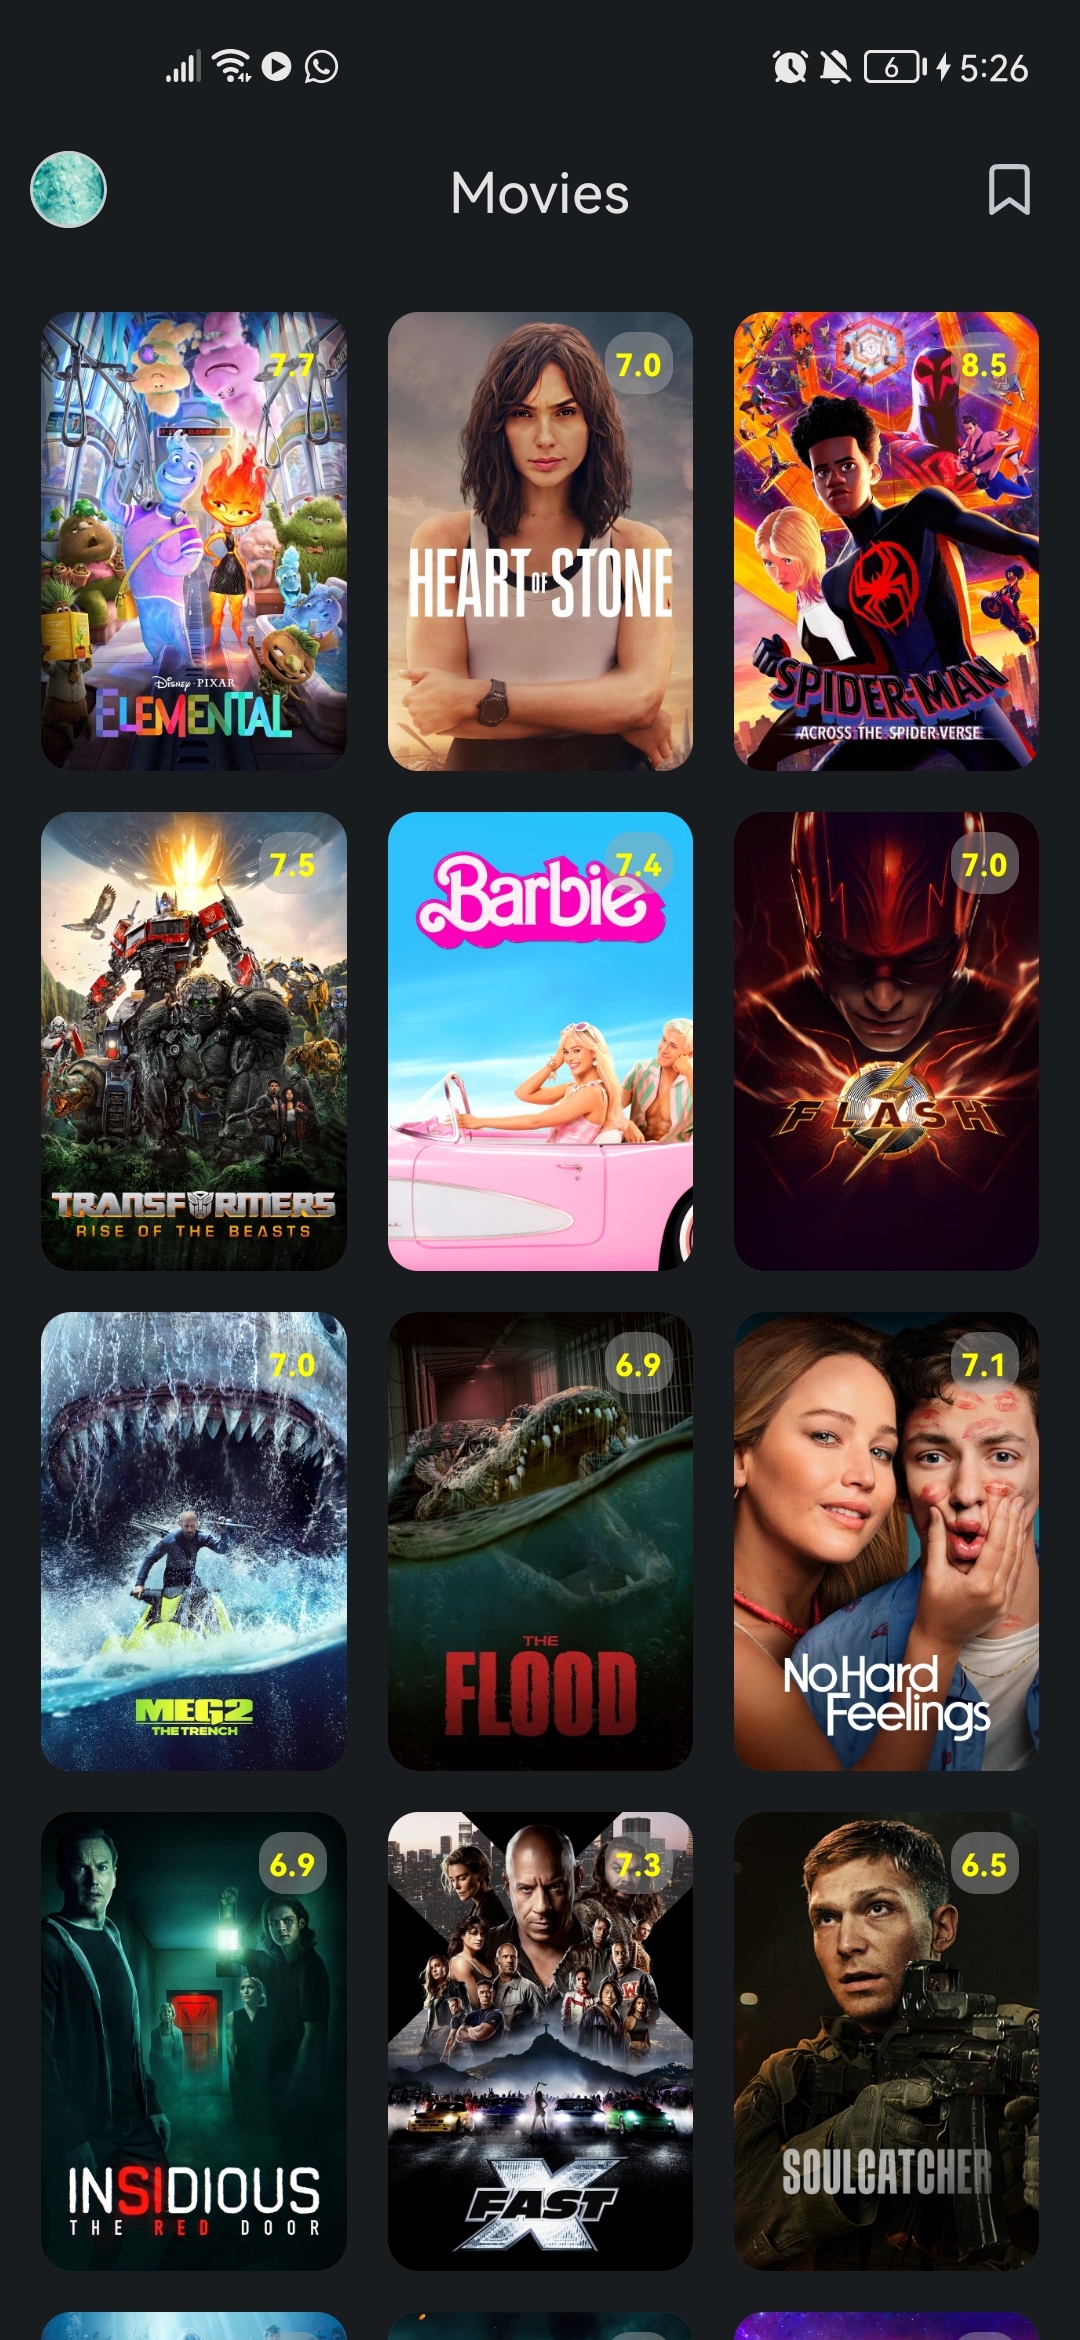 6
5:26
Movies
7.7
Disney · PIXAR
ELEMENTAL
7.0
HEART OF STONE
8.5
SPIDER-MAN
ACROSS THE SPIDER-VERSE
7.5
TRANSFORMERS
RISE OF THE BEASTS
7.4
Barbie
7.0
THE
FLASH
7.0
MEG2
THE TRENCH
6.9
THE
FLOOD
7.1
No Hard
Feelings
6.9
INSIDIOUS
THE RED DOOR
7.3
W
FAST
X
6.5
SOULCATCHER